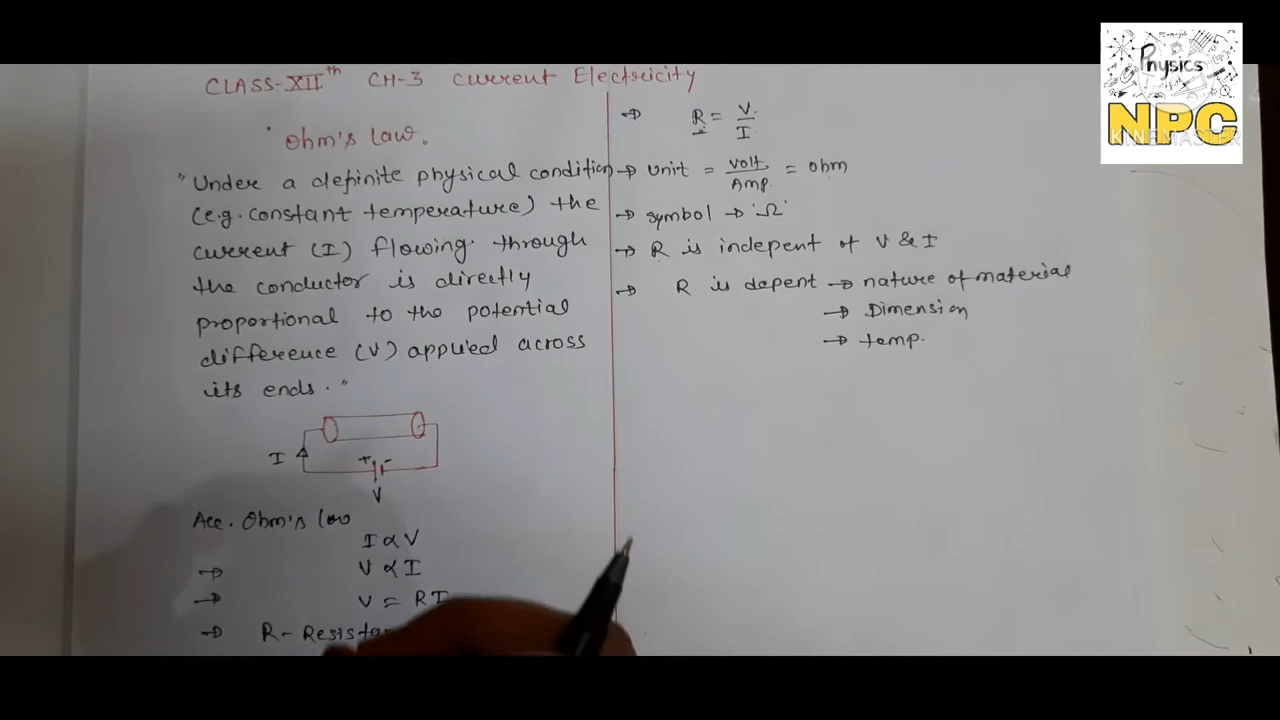 CLASS-XIIth CH-3 Current Electricity
Ohm's Law.
"Under a definite physical condition
(e.g. constant temperature) the
current (I) flowing through
the conductor is directly
proportional to the potential
difference (V) applied across
its ends."
I
+ -
V
Acc. Ohm's law
I ∝ V
→ V ∝ I
→ V = RI
→ R - Resistan
→ R = V/I
→ unit = volt/Amp. = ohm
→ symbol → 'Ω'
→ R is indepent of V & I
→ R is depent → nature of material
→ Dimension
→ temp.
Physics
NPC
KINEMASTER